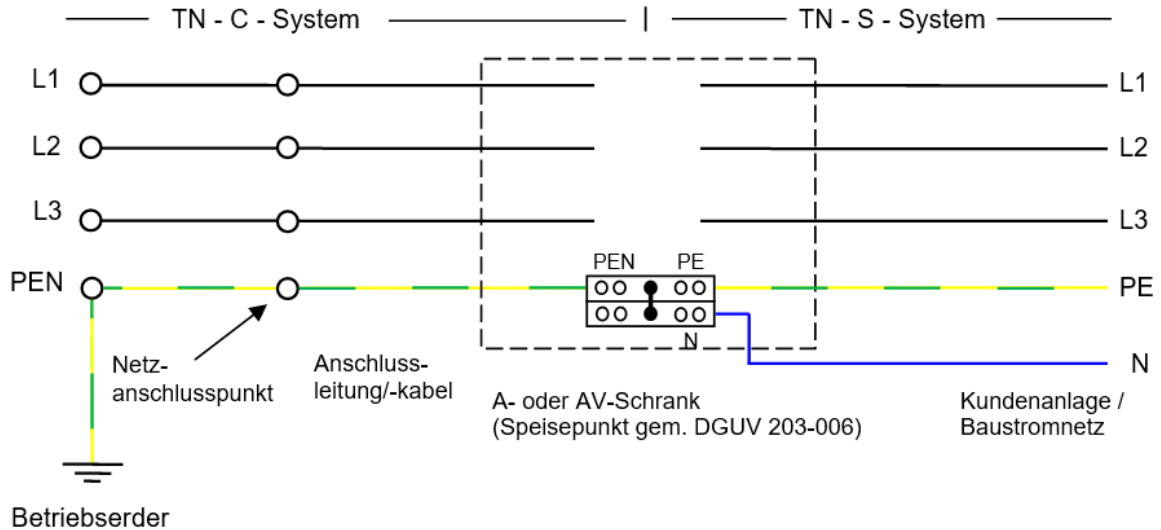 TN - C - System
TN - S - System
L1
L1
L2
L2
L3
L3
PEN
PE
PEN
PE
N
N
Netz-
anschlusspunkt
Anschluss-
leitung/-kabel
A- oder AV-Schrank
(Speisepunkt gem. DGUV 203-006)
Kundenanlage /
Baustromnetz
Betriebserder